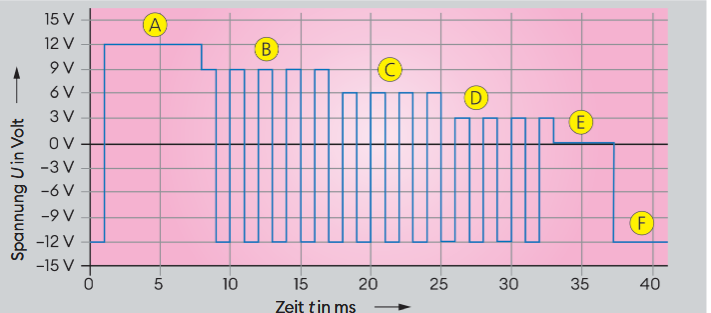 Spannung U in Volt
15 V
12 V
9 V
6 V
3 V
0 V
−3 V
−6 V
−9 V
−12 V
−15 V
A
B
C
D
E
F
0 5 10 15 20 25 30 35 40
Zeit t in ms